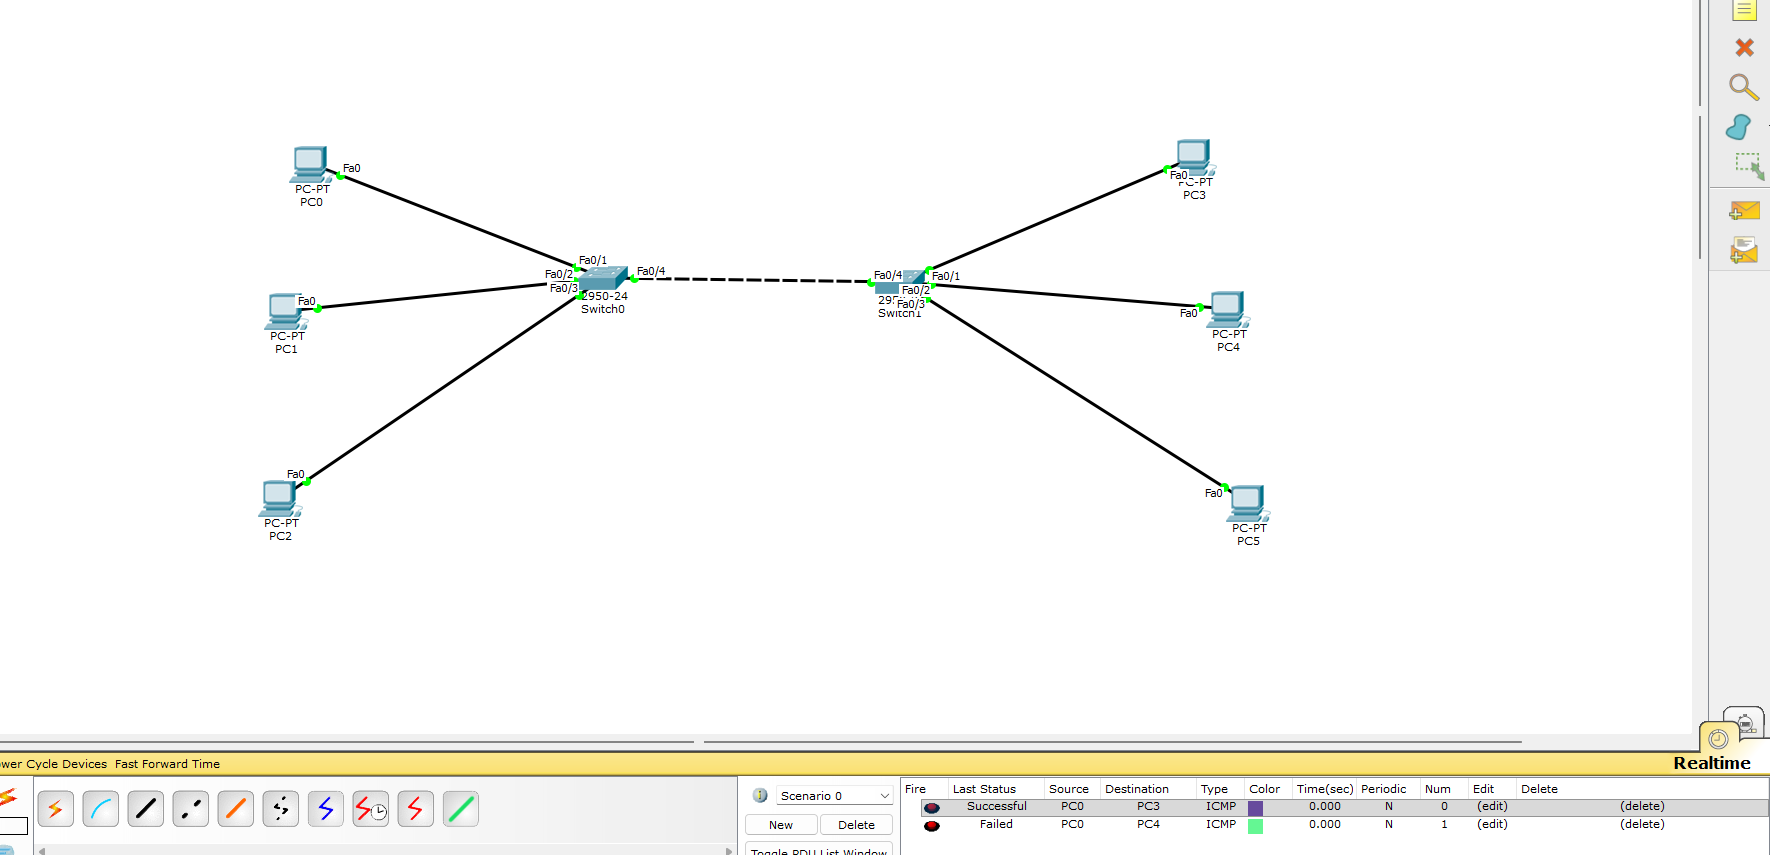 Fa0
PC-PT
PC0
Fa0
PC-PT
PC3
Fa0/1
Fa0/2
Fa0/3
Fa0/4
2950-24
Switch0
Fa0/4
Fa0/1
Fa0/2
Fa0/3
Switch1
Fa0
PC-PT
PC1
Fa0
PC-PT
PC4
Fa0
PC-PT
PC2
Fa0
PC-PT
PC5
wer Cycle Devices Fast Forward Time
Realtime
Scenario 0
New Delete
Toggle PDU List Window
Fire Last Status Source Destination Type Color Time(sec) Periodic Num Edit Delete
Successful PC0 PC3 ICMP 0.000 N 0 (edit) (delete)
Failed PC0 PC4 ICMP 0.000 N 1 (edit) (delete)